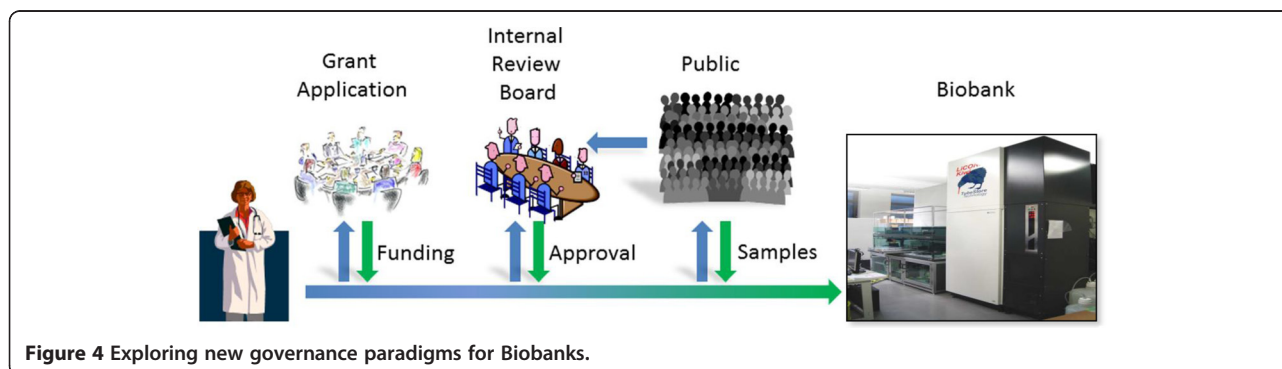 Grant
Application
Internal
Review
Board
Public
Biobank
Funding
Approval
Samples
Figure 4 Exploring new governance paradigms for Biobanks.